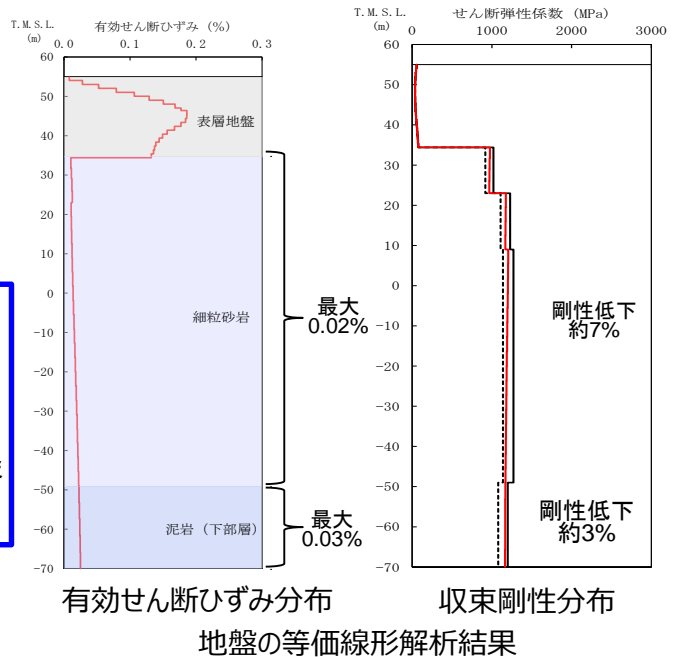 T.M.S.L.
(m)
有効せん断ひずみ (%)
0.0 0.1 0.2 0.3
60
50
40
30
20
10
0
-10
-20
-30
-40
-50
-60
-70
表層地盤
細粒砂岩
泥岩（下部層）
最大
0.02%
最大
0.03%
有効せん断ひずみ分布
T.M.S.L.
(m)
せん断弾性係数 (MPa)
0 1000 2000 3000
60
50
40
30
20
10
0
-10
-20
-30
-40
-50
-60
-70
剛性低下
約7%
剛性低下
約3%
収束剛性分布
地盤の等価線形解析結果